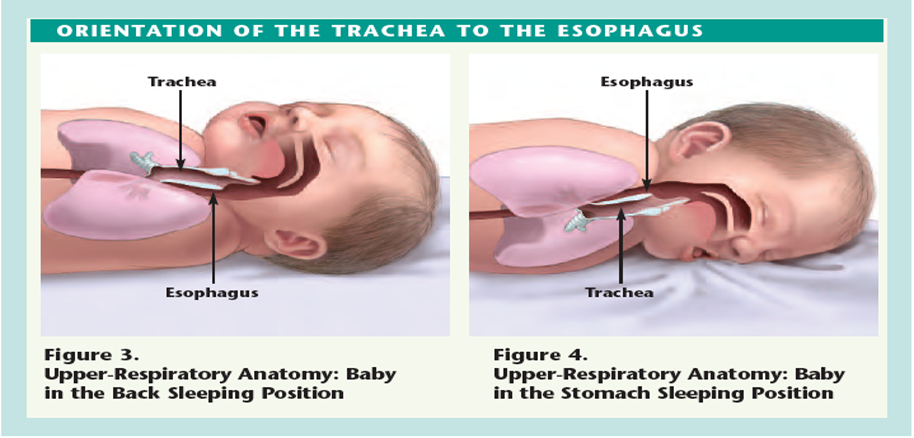 ORIENTATION OF THE TRACHEA TO THE ESOPHAGUS
Trachea
Esophagus
Figure 3.
Upper-Respiratory Anatomy: Baby
in the Back Sleeping Position
Esophagus
Trachea
Figure 4.
Upper-Respiratory Anatomy: Baby
in the Stomach Sleeping Position